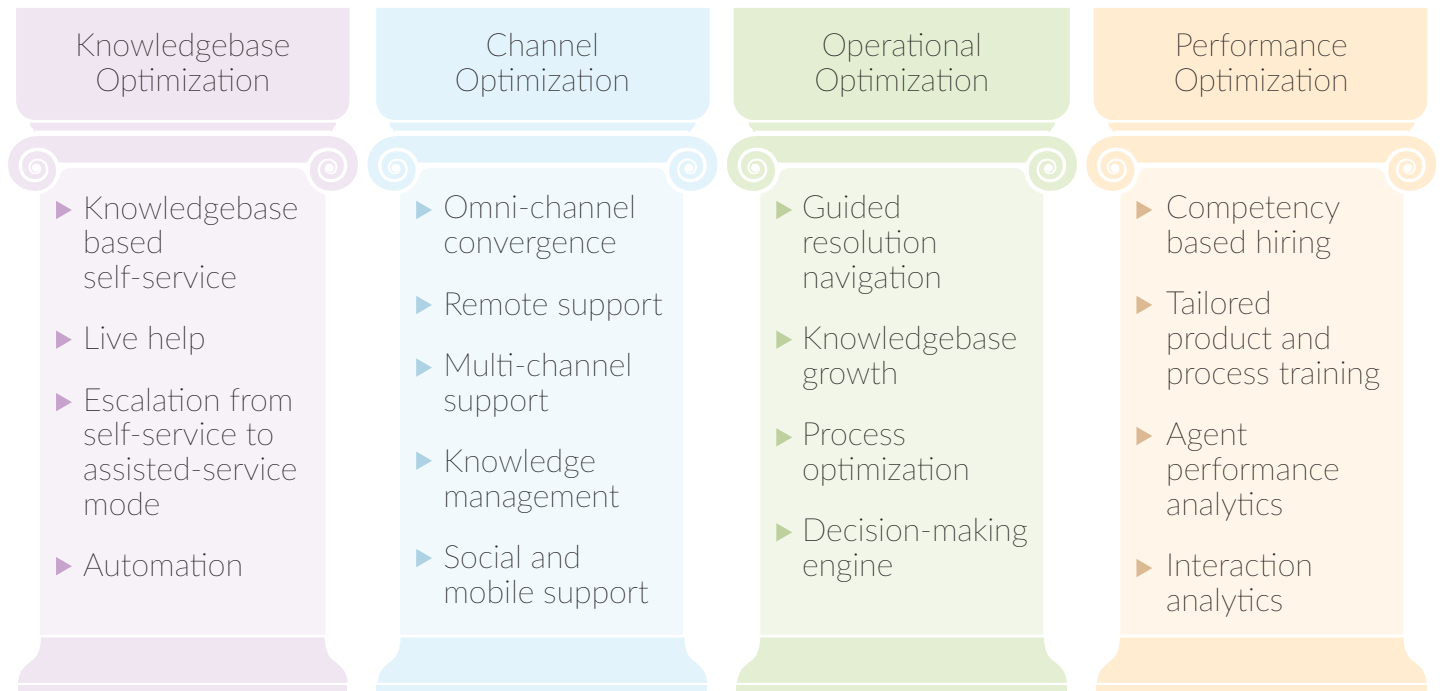 Knowledgebase
Optimization
Knowledgebase
based
self-service
Live help
Escalation from
self-service to
assisted-service
mode
Automation
Channel
Optimization
Omni-channel
convergence
Remote support
Multi-channel
support
Knowledge
management
Social and
mobile support
Operational
Optimization
Guided
resolution
navigation
Knowledgebase
growth
Process
optimization
Decision-making
engine
Performance
Optimization
Competency
based hiring
Tailored
product and
process training
Agent
performance
analytics
Interaction
analytics